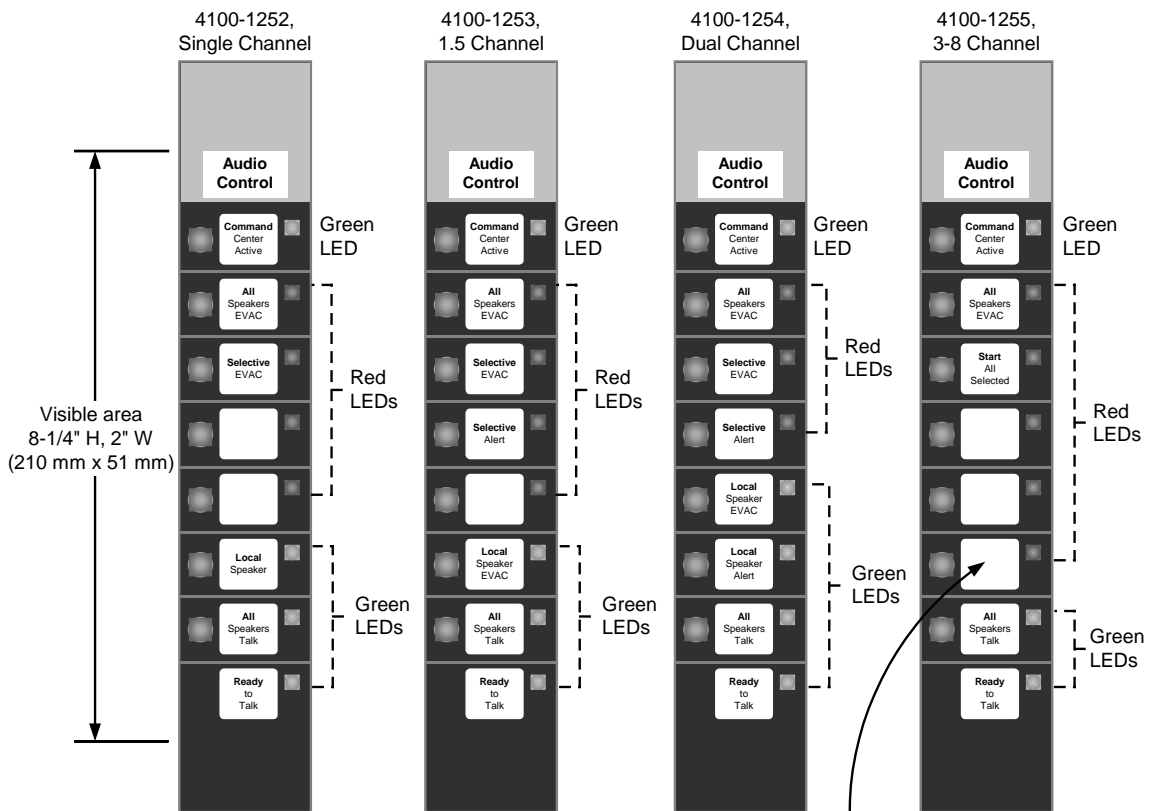 4100-1252,
Single Channel
4100-1253,
1.5 Channel
4100-1254,
Dual Channel
4100-1255,
3-8 Channel
Visible area
8-1/4" H, 2" W
(210 mm x 51 mm)
Audio
Control
Command
Center
Active
Green
LED
All
Speakers
EVAC
Selective
EVAC
Red
LEDs
Local
Speaker
All
Speakers
Talk
Green
LEDs
Ready
to
Talk
Audio
Control
Command
Center
Active
Green
LED
All
Speakers
EVAC
Selective
EVAC
Red
LEDs
Selective
Alert
Local
Speaker
EVAC
All
Speakers
Talk
Green
LEDs
Ready
to
Talk
Audio
Control
Command
Center
Active
Green
LED
All
Speakers
EVAC
Selective
EVAC
Red
LEDs
Selective
Alert
Local
Speaker
EVAC
Local
Speaker
Alert
Green
LEDs
All
Speakers
Talk
Ready
to
Talk
Audio
Control
Command
Center
Active
Green
LED
All
Speakers
EVAC
Start
All
Selected
Red
LEDs
All
Speakers
Talk
Green
LEDs
Ready
to
Talk